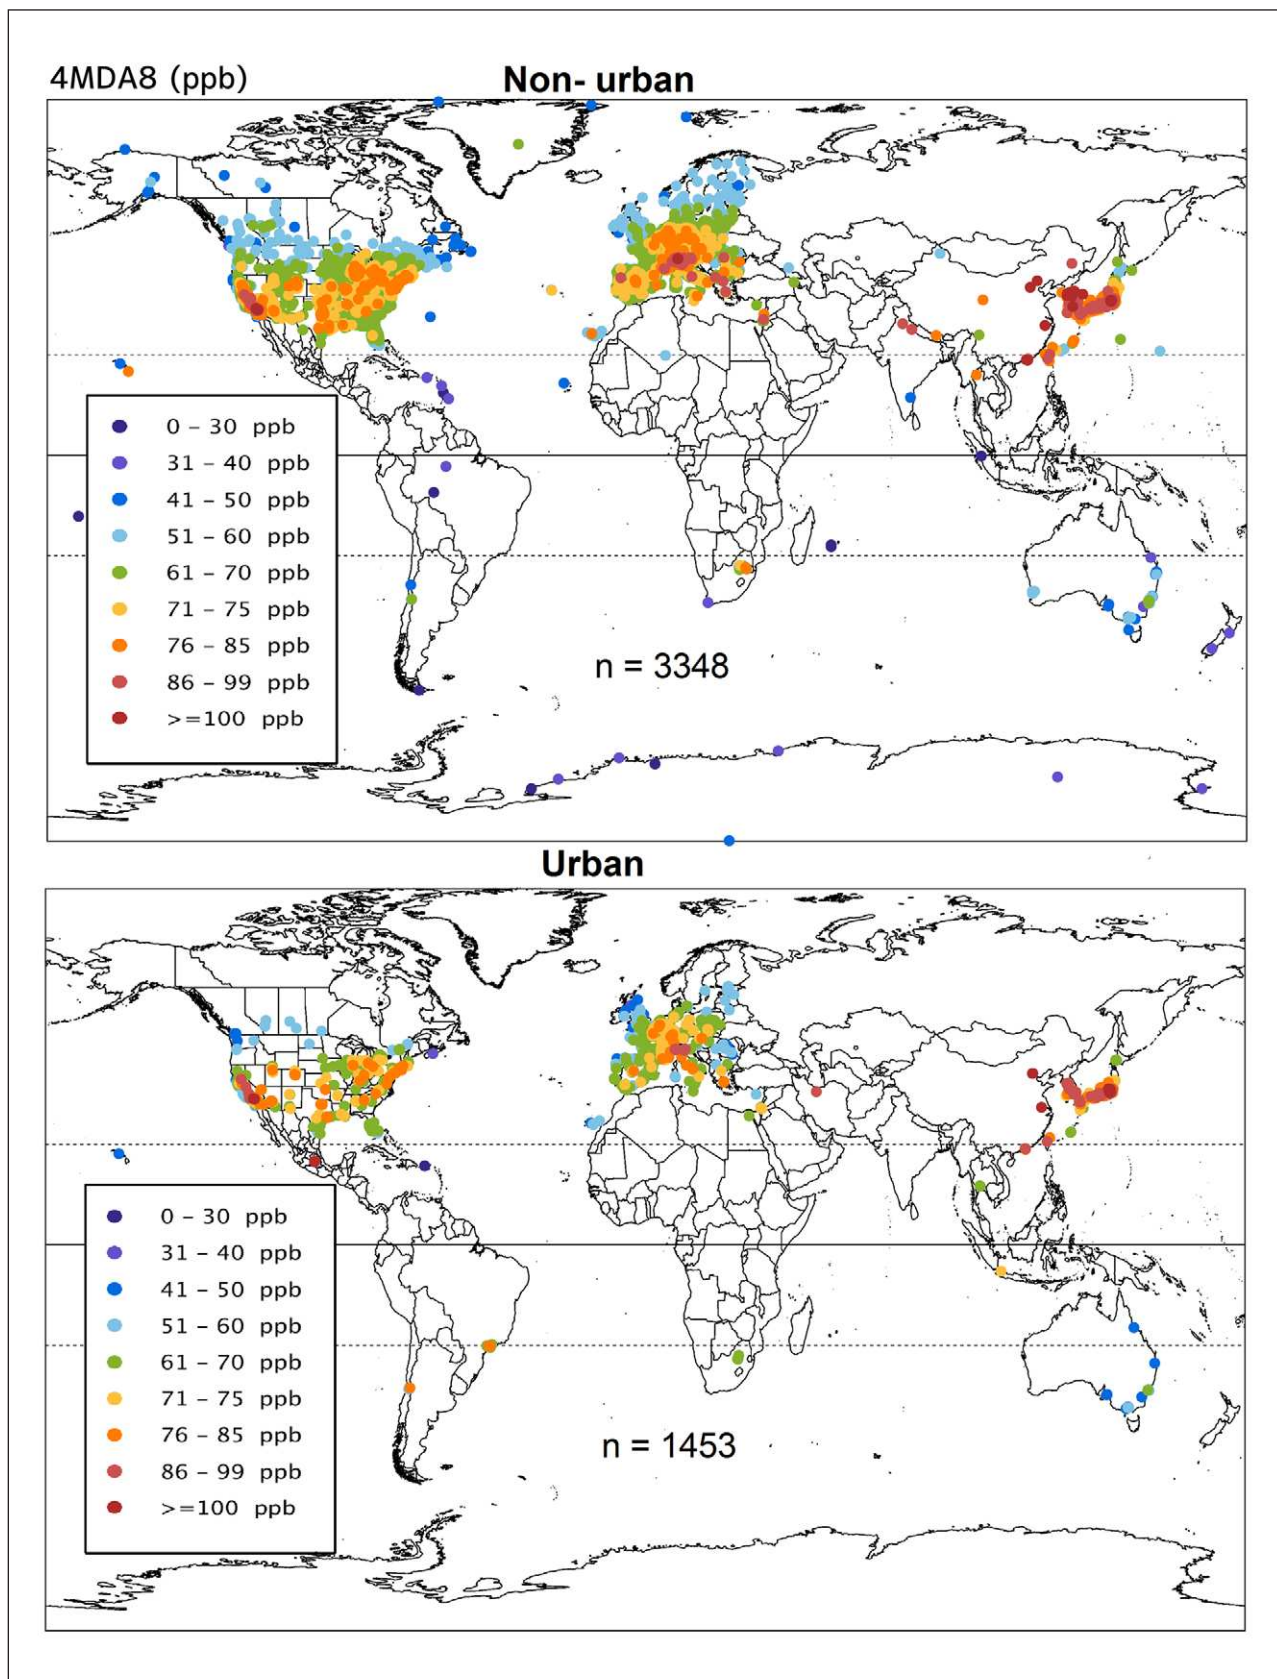 4MDA8 (ppb)
Non- urban
0 – 30 ppb
31 – 40 ppb
41 – 50 ppb
51 – 60 ppb
61 – 70 ppb
71 – 75 ppb
76 – 85 ppb
86 – 99 ppb
>=100 ppb
n = 3348
Urban
0 – 30 ppb
31 – 40 ppb
41 – 50 ppb
51 – 60 ppb
61 – 70 ppb
71 – 75 ppb
76 – 85 ppb
86 – 99 ppb
>=100 ppb
n = 1453